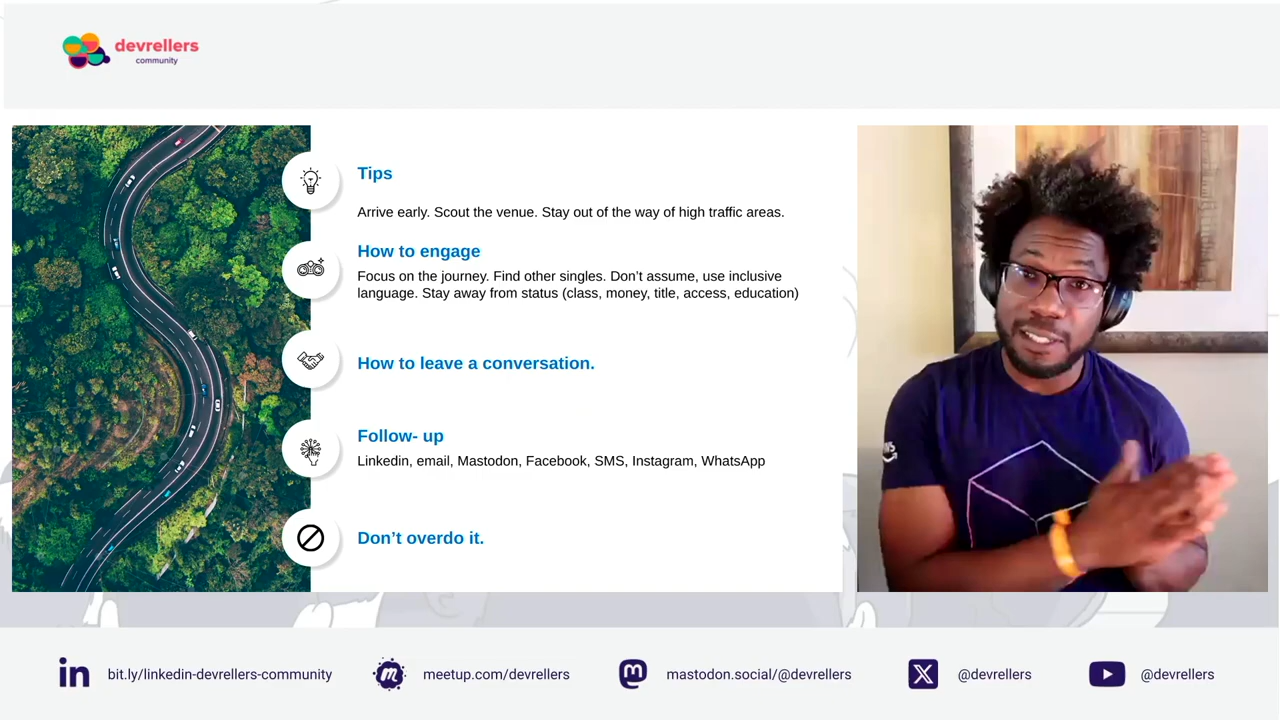 devrellers
community
Tips
Arrive early. Scout the venue. Stay out of the way of high traffic areas.
How to engage
Focus on the journey. Find other singles. Don’t assume, use inclusive
language. Stay away from status (class, money, title, access, education)
How to leave a conversation.
Follow- up
Linkedin, email, Mastodon, Facebook, SMS, Instagram, WhatsApp
Don’t overdo it.
bit.ly/linkedin-devrellers-community
meetup.com/devrellers
mastodon.social/@devrellers
@devrellers
@devrellers